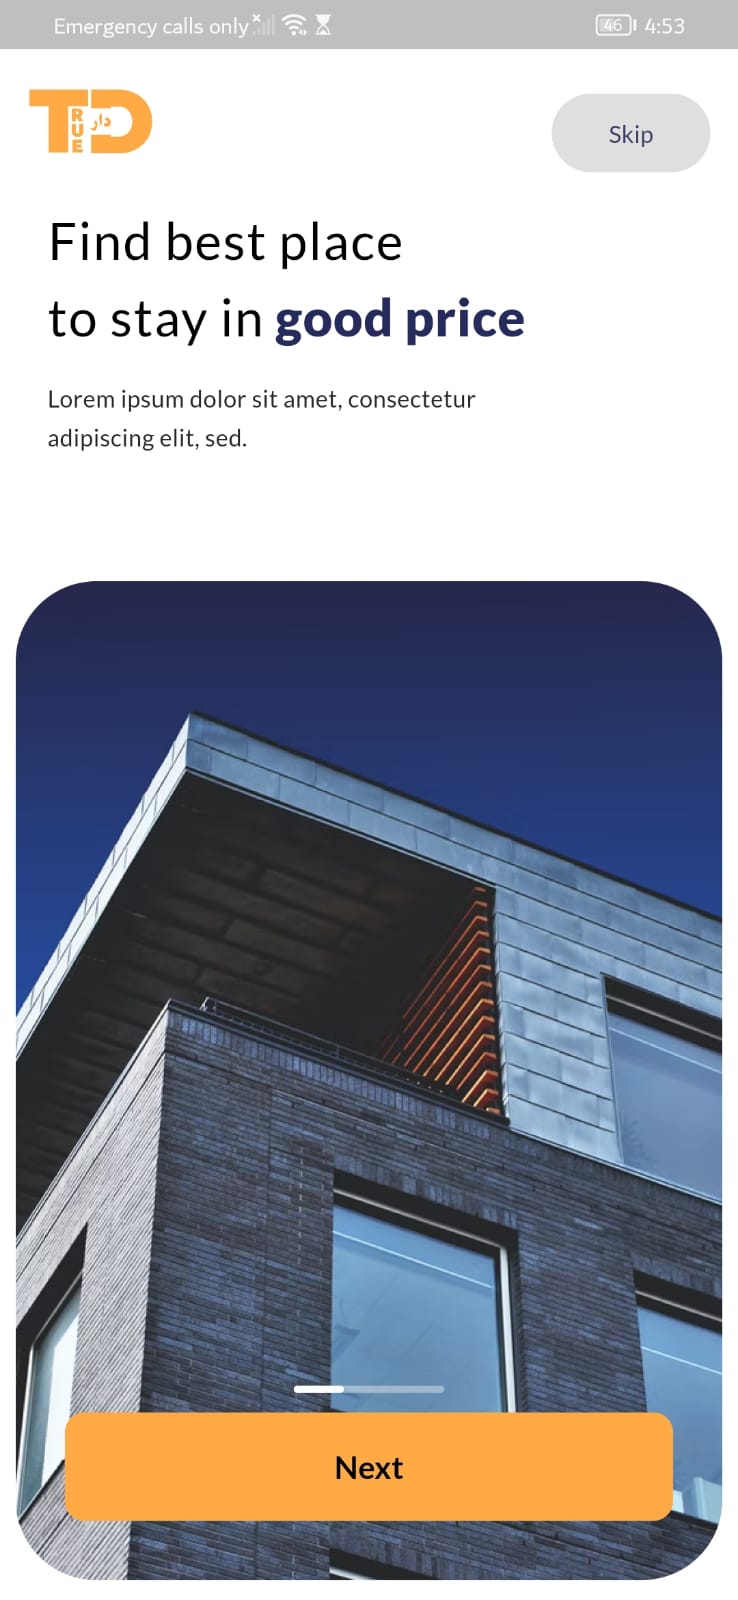 Emergency calls only
46 4:53
TRUE دار D
Skip
Find best place
to stay in good price
Lorem ipsum dolor sit amet, consectetur
adipiscing elit, sed.
Next